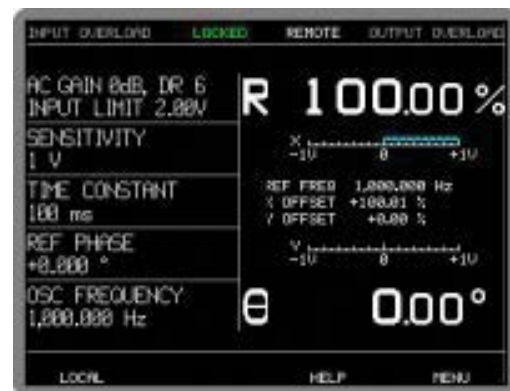 INPUT OVERLOAD LOCKED REMOTE OUTPUT OVERLOAD
AC GAIN 0dB, DR 6
INPUT LIMIT 2.00V
R 100.00 %
SENSITIVITY
1 V
X
-1V 0 +1V
TIME CONSTANT
100 ms
REF FREQ 1,000.000 Hz
X OFFSET +100.01 %
Y OFFSET +0.00 %
REF PHASE
+0.000 °
Y
-1V 0 +1V
OSC FREQUENCY
1,000.000 Hz
θ 0.00°
LOCAL HELP MENU